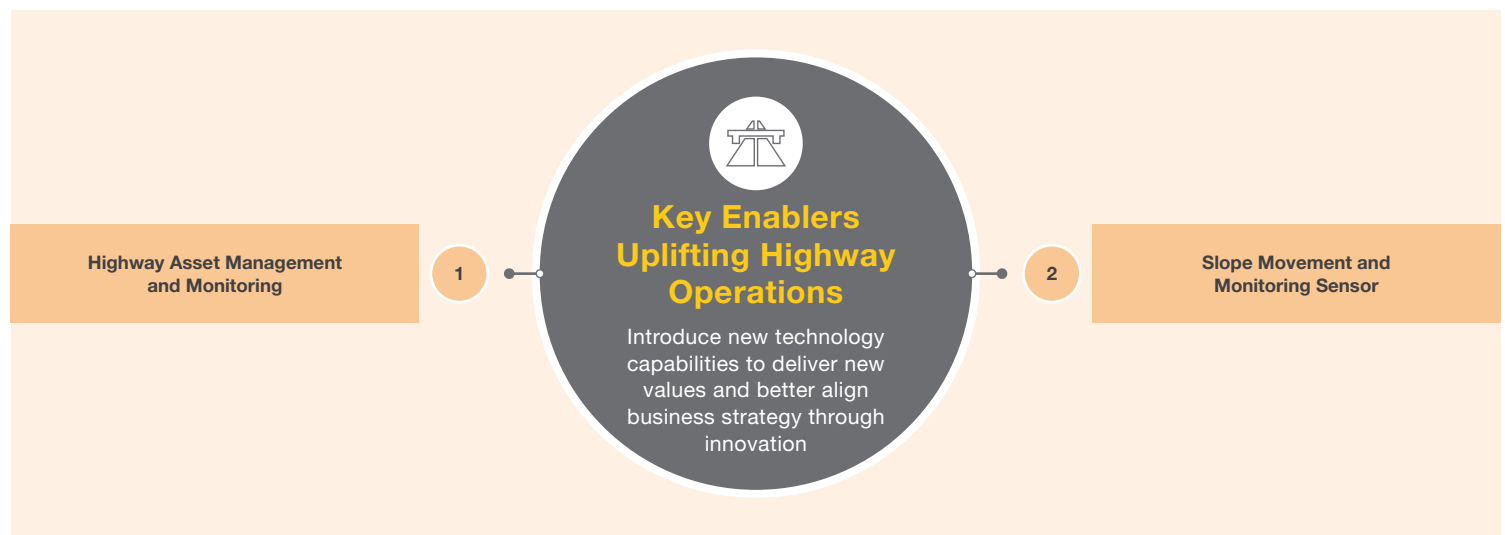 Key Enablers
Uplifting Highway
Operations
Introduce new technology
capabilities to deliver new
values and better align
business strategy through
innovation
Highway Asset Management
and Monitoring
1
2
Slope Movement and
Monitoring Sensor